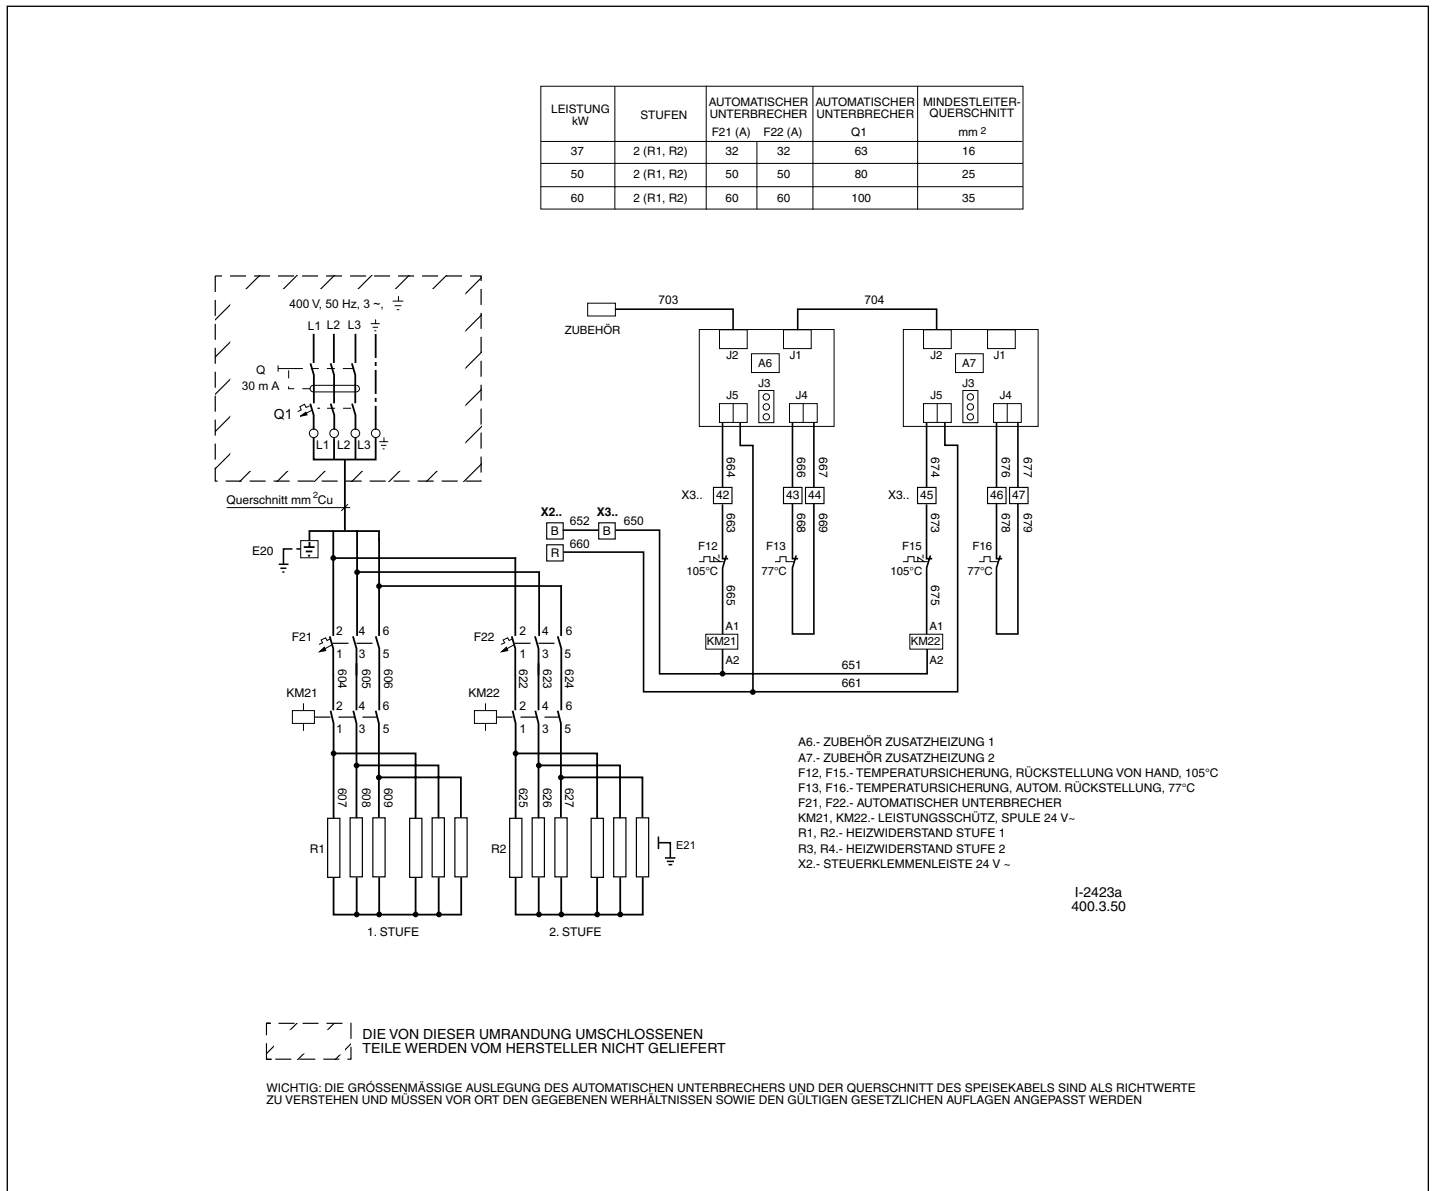 LEISTUNG kW
STUFEN
AUTOMATISCHER UNTERBRECHER
F21 (A) F22 (A)
AUTOMATISCHER UNTERBRECHER
Q1
MINDESTLEITER-QUERSCHNITT
mm 2
37 2 (R1, R2) 32 32 63 16
50 2 (R1, R2) 50 50 80 25
60 2 (R1, R2) 60 60 100 35
400 V, 50 Hz, 3 ~,
L1 L2 L3
Q
30 m A
Q1
L1 L2 L3
Querschnitt mm 2 Cu
E20
F21
2 4 6
1 3 5
604 605 606
KM21
2 4 6
1 3 5
607 608 609
R1
1. STUFE
F22
2 4 6
1 3 5
622 623 624
KM22
2 4 6
1 3 5
625 626 627
R2
E21
2. STUFE
ZUBEHÖR
703
704
J2 A6 J1
J3
J5 J4
J2 A7 J1
J3
J5 J4
664 666 667
X3.. 42 43 44
663 668 669
F12 105°C
F13 77°C
665
A1
KM21
A2
674 676 677
X3.. 45 46 47
673 678 679
F15 105°C
F16 77°C
675
A1
KM22
A2
X2.. X3..
B 652 B 650
R 660
651
661
A6.- ZUBEHÖR ZUSATZHEIZUNG 1
A7.- ZUBEHÖR ZUSATZHEIZUNG 2
F12, F15.- TEMPERATURSICHERUNG, RÜCKSTELLUNG VON HAND, 105°C
F13, F16.- TEMPERATURSICHERUNG, AUTOM. RÜCKSTELLUNG, 77°C
F21, F22.- AUTOMATISCHER UNTERBRECHER
KM21, KM22.- LEISTUNGSSCHÜTZ, SPULE 24 V~
R1, R2.- HEIZWIDERSTAND STUFE 1
R3, R4.- HEIZWIDERSTAND STUFE 2
X2.- STEUERKLEMMENLEISTE 24 V ~
I-2423a
400.3.50
DIE VON DIESER UMRANDUNG UMSCHLOSSENEN
TEILE WERDEN VOM HERSTELLER NICHT GELIEFERT
WICHTIG: DIE GRÓSSENMÄSSIGE AUSLEGUNG DES AUTOMATISCHEN UNTERBRECHERS UND DER QUERSCHNITT DES SPEISEKABELS SIND ALS RICHTWERTE
ZU VERSTEHEN UND MÜSSEN VOR ORT DEN GEGEBENEN WERHÄLTNISSEN SOWIE DEN GÜLTIGEN GESETZLICHEN AUFLAGEN ANGEPASST WERDEN